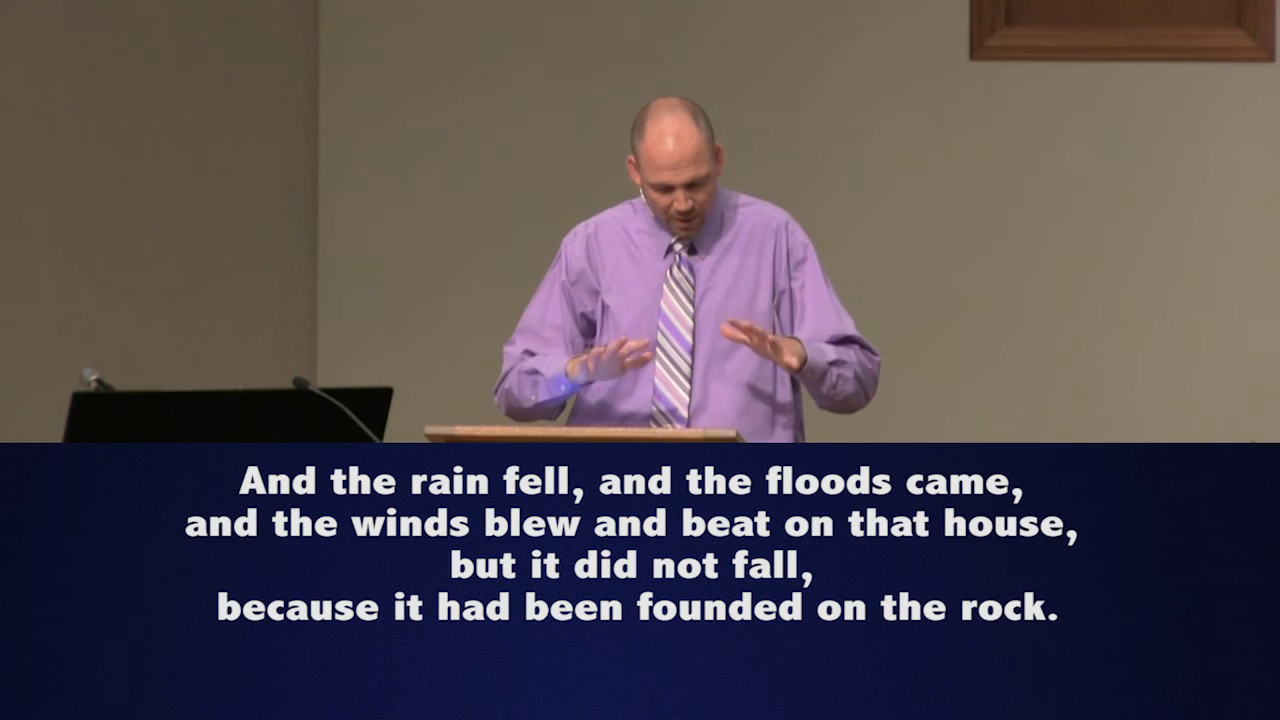 And the rain fell, and the floods came,
and the winds blew and beat on that house,
but it did not fall,
because it had been founded on the rock.